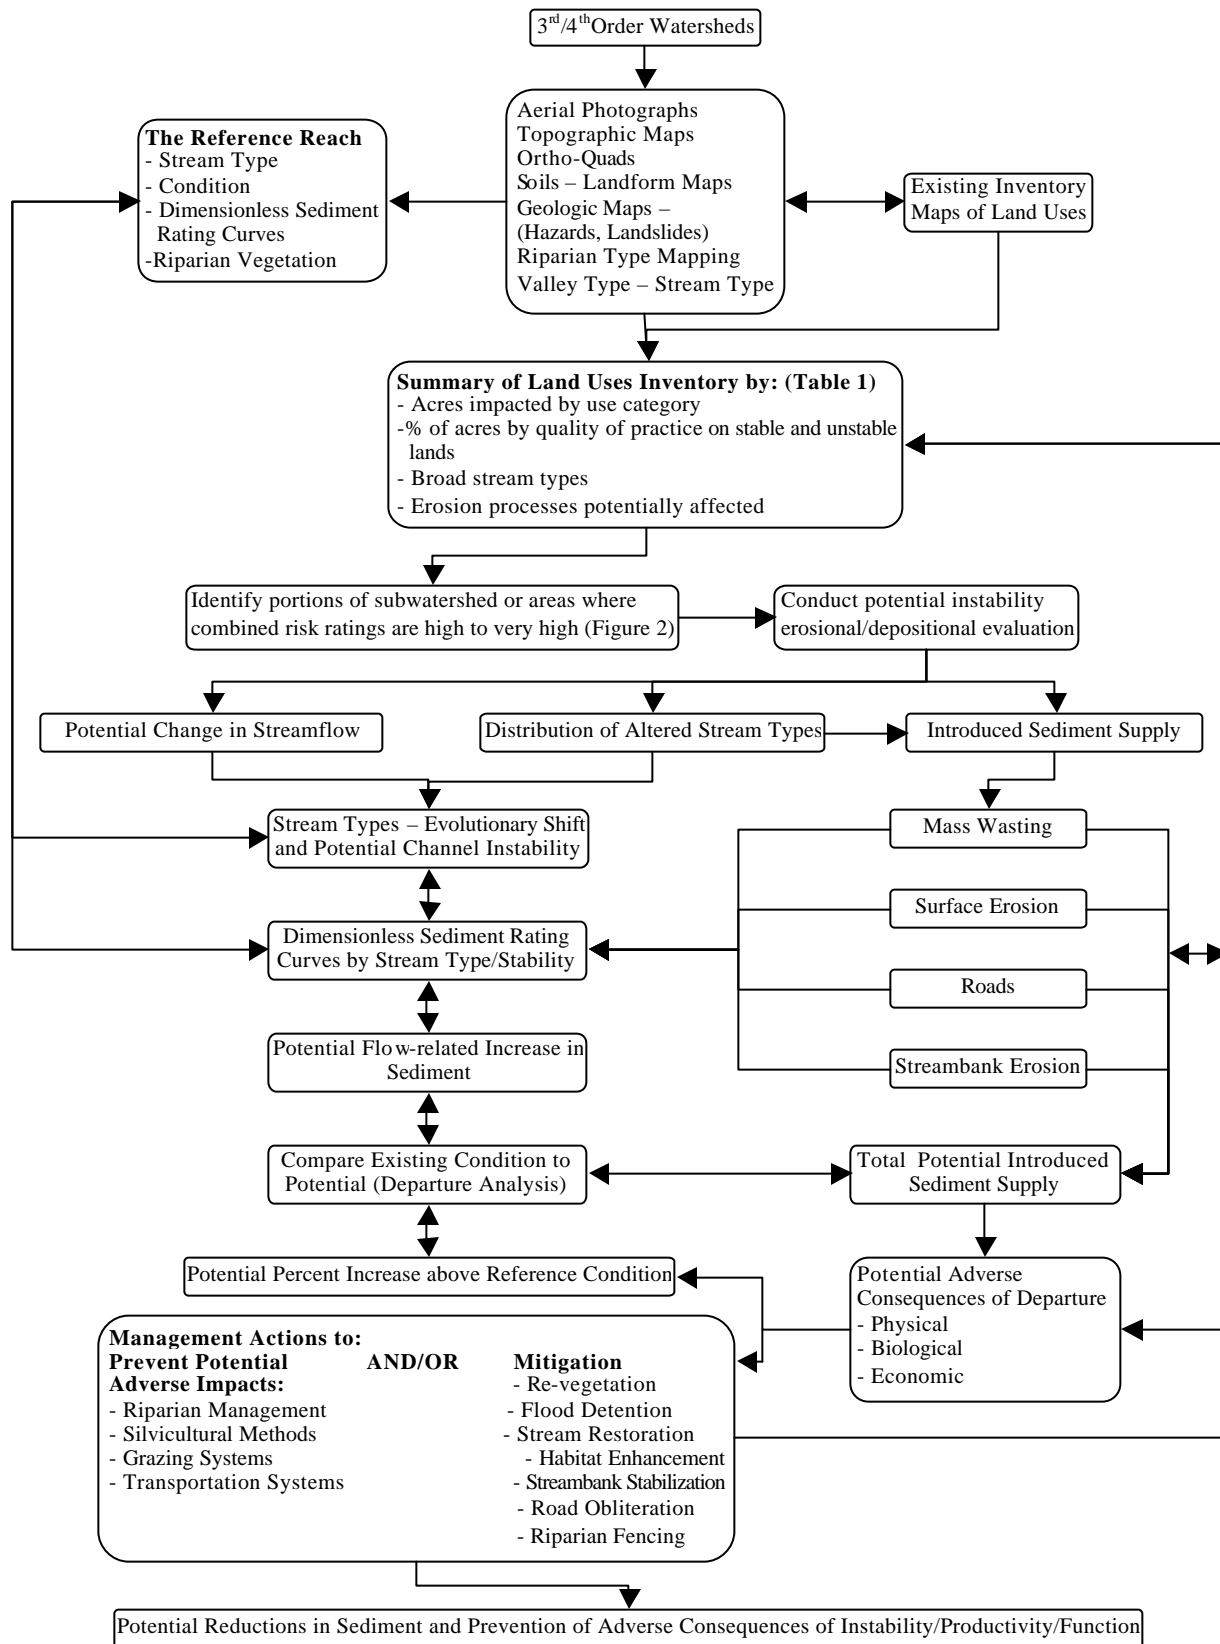 3rd/4thOrder Watersheds
Aerial Photographs
Topographic Maps
Ortho-Quads
Soils – Landform Maps
Geologic Maps –
(Hazards, Landslides)
Riparian Type Mapping
Valley Type – Stream Type
The Reference Reach
- Stream Type
- Condition
- Dimensionless Sediment
Rating Curves
-Riparian Vegetation
Existing Inventory
Maps of Land Uses
Summary of Land Uses Inventory by: (Table 1)
- Acres impacted by use category
-% of acres by quality of practice on stable and unstable
lands
- Broad stream types
- Erosion processes potentially affected
Identify portions of subwatershed or areas where
combined risk ratings are high to very high (Figure 2)
Conduct potential instability
erosional/depositional evaluation
Potential Change in Streamflow
Distribution of Altered Stream Types
Introduced Sediment Supply
Stream Types – Evolutionary Shift
and Potential Channel Instability
Mass Wasting
Surface Erosion
Dimensionless Sediment Rating
Curves by Stream Type/Stability
Roads
Potential Flow-related Increase in
Sediment
Streambank Erosion
Compare Existing Condition to
Potential (Departure Analysis)
Total Potential Introduced
Sediment Supply
Potential Percent Increase above Reference Condition
Potential Adverse
Consequences of Departure
- Physical
- Biological
- Economic
Management Actions to:
Prevent Potential AND/OR Mitigation
Adverse Impacts:
- Riparian Management
- Silvicultural Methods
- Grazing Systems
- Transportation Systems
- Re-vegetation
- Flood Detention
- Stream Restoration
- Habitat Enhancement
- Streambank Stabilization
- Road Obliteration
- Riparian Fencing
Potential Reductions in Sediment and Prevention of Adverse Consequences of Instability/Productivity/Function